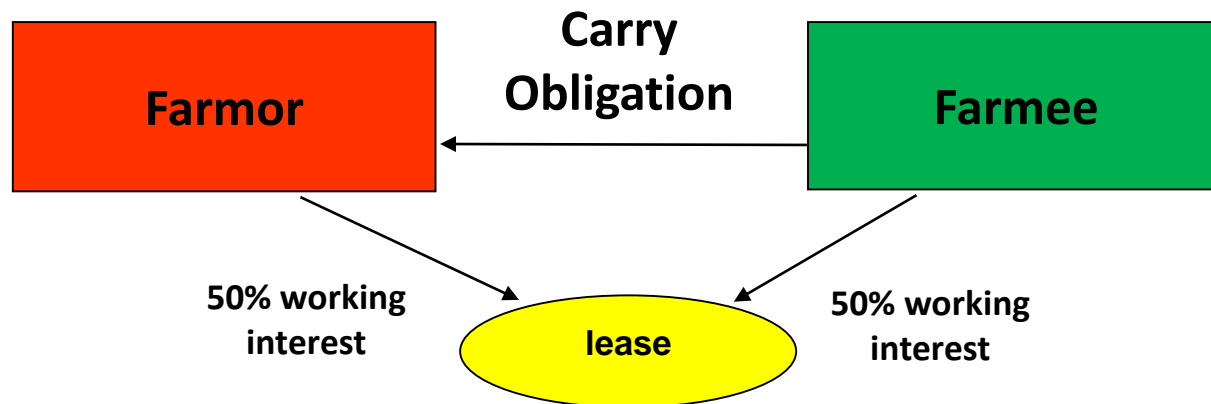 Carry
Obligation
Farmor
Farmee
50% working
interest
lease
50% working
interest